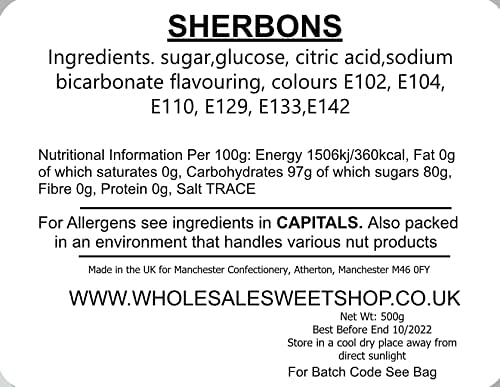 SHERBONS
Ingredients. sugar,glucose, citric acid,sodium
bicarbonate flavouring, colours E102, E104,
E110, E129, E133,E142
Nutritional Information Per 100g: Energy 1506kj/360kcal, Fat 0g
of which saturates 0g, Carbohydrates 97g of which sugars 80g,
Fibre 0g, Protein 0g, Salt TRACE
For Allergens see ingredients in CAPITALS. Also packed
in an environment that handles various nut products
Made in the UK for Manchester Confectionery, Atherton, Manchester M46 0FY
WWW.WHOLESALESWEETSHOP.CO.UK
Net Wt: 500g
Best Before End 10/2022
Store in a cool dry place away from
direct sunlight
For Batch Code See Bag